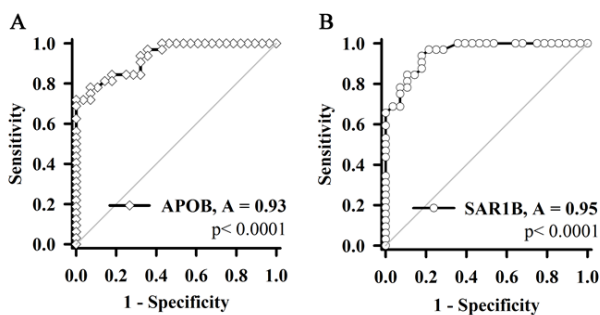 A
1.0
0.8
0.6
0.4
0.2
0.0
Sensitivity
APOB, A = 0.93
p< 0.0001
0.0 0.2 0.4 0.6 0.8 1.0
1 - Specificity
B
1.0
0.8
0.6
0.4
0.2
0.0
Sensitivity
SAR1B, A = 0.95
p< 0.0001
0.0 0.2 0.4 0.6 0.8 1.0
1 - Specificity